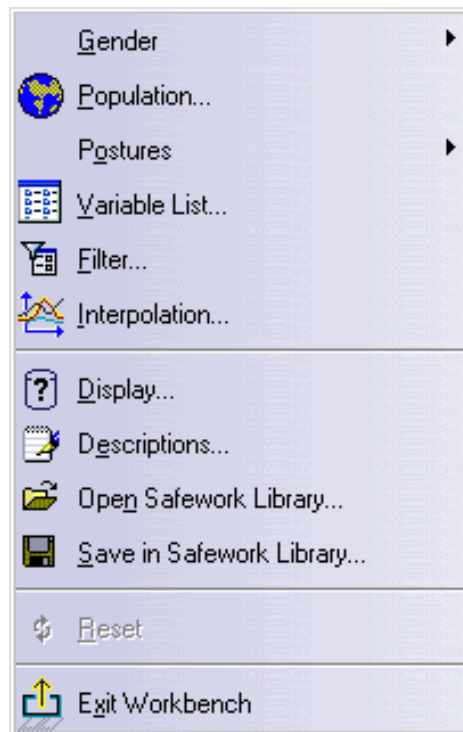 Gender
Population...
Postures
Variable List...
Filter...
Interpolation...
Display...
Descriptions...
Open Safework Library...
Save in Safework Library...
Reset
Exit Workbench